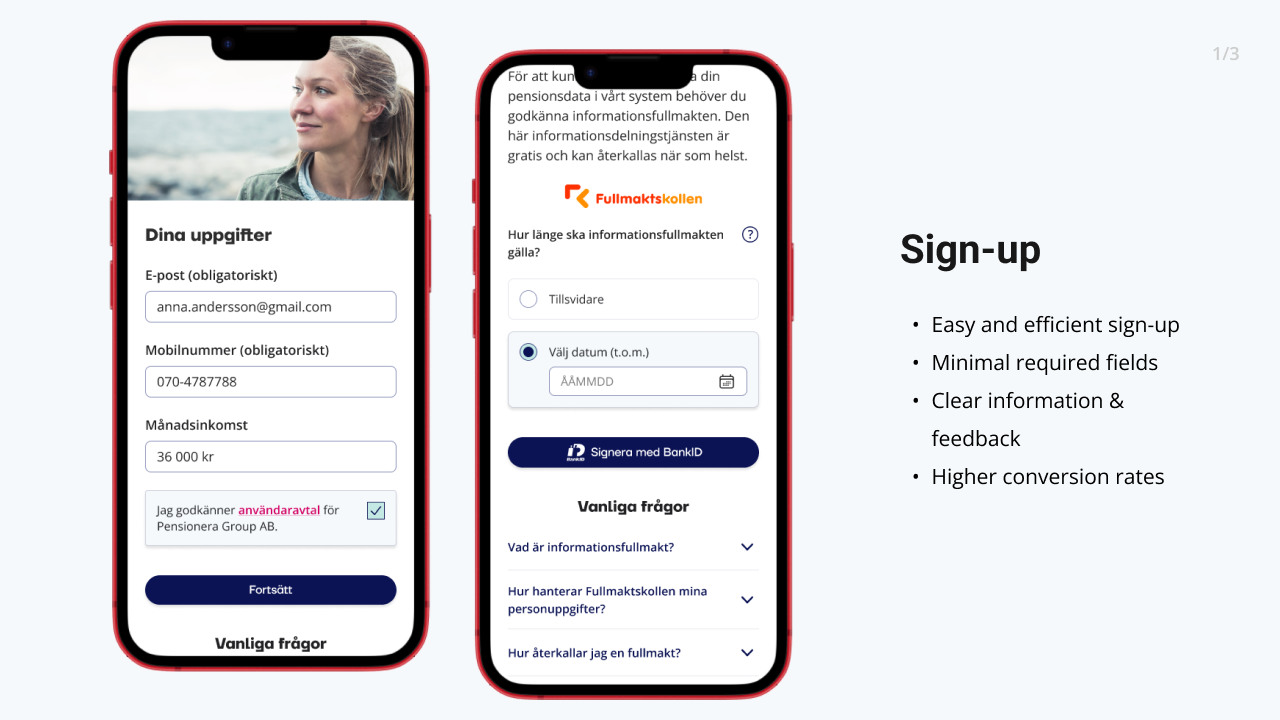 Dina uppgifter
E-post (obligatoriskt)
anna.andersson@gmail.com
Mobilnummer (obligatoriskt)
070-4787788
Månadsinkomst
36 000 kr
Jag godkänner användaravtal för
Pensionera Group AB.
Fortsätt
Vanliga frågor
För att kun din
pensionsdata i vårt system behöver du
godkänna informationsfullmakten. Den
här informationsdelningstjänsten är
gratis och kan återkallas när som helst.
Fullmaktskollen
Hur länge ska informationsfullmakten
gälla?
?
Tillsvidare
Välj datum (t.o.m.)
ÅÅMMDD
BankID Signera med BankID
Vanliga frågor
Vad är informationsfullmakt?
Hur hanterar Fullmaktskollen mina
personuppgifter?
Hur återkallar jag en fullmakt?
1/3
Sign-up
• Easy and efficient sign-up
• Minimal required fields
• Clear information &
feedback
• Higher conversion rates